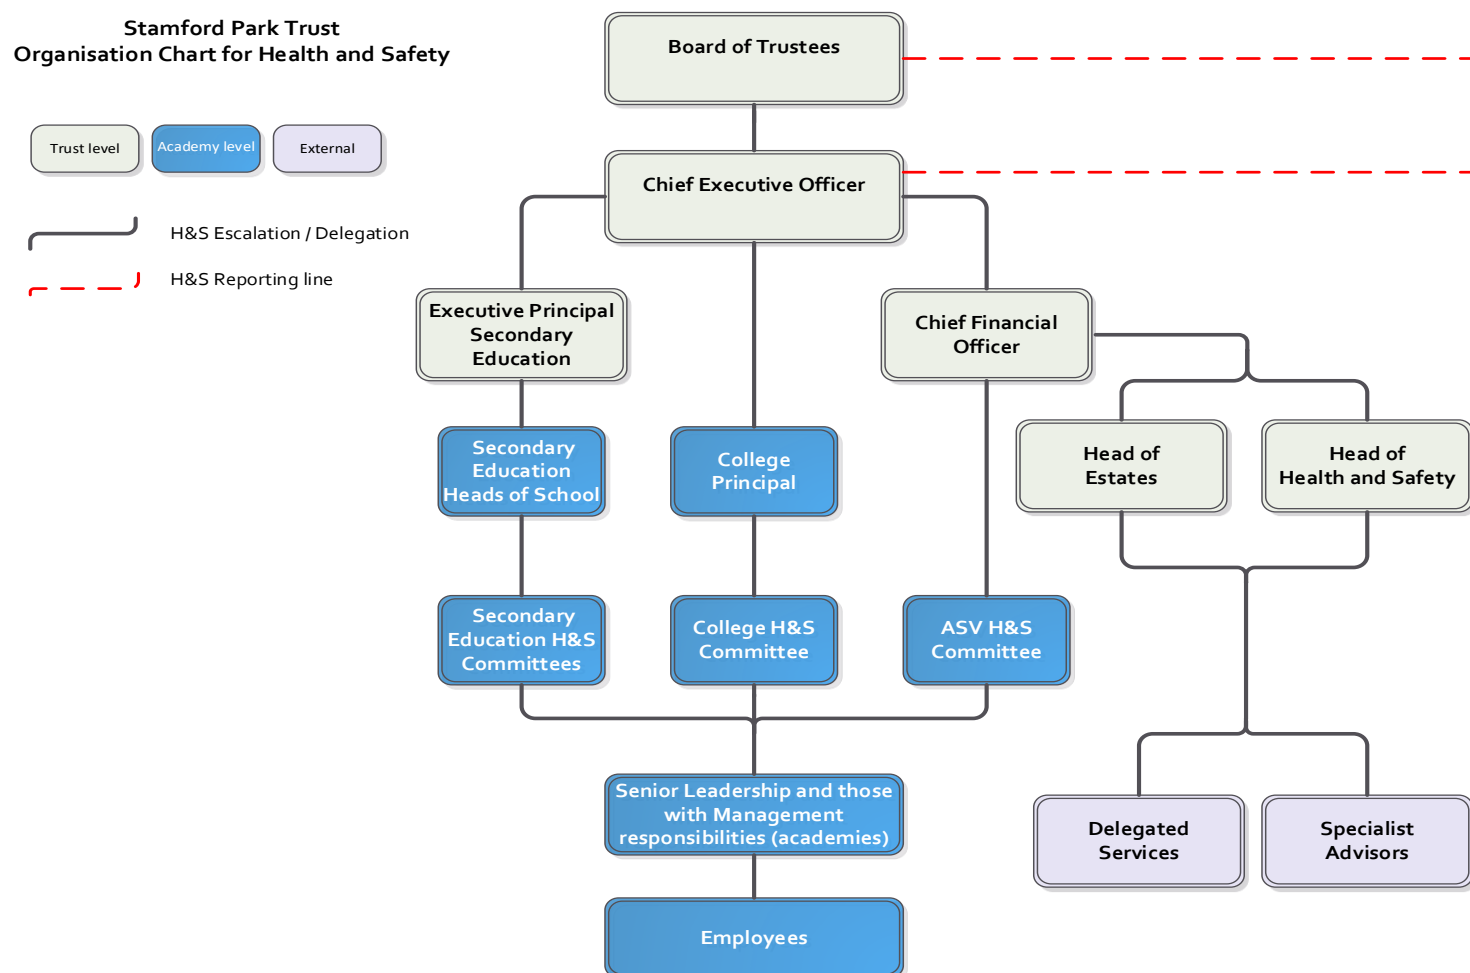 Stamford Park Trust
Organisation Chart for Health and Safety
Trust level
Academy level
External
H&S Escalation / Delegation
H&S Reporting line
Board of Trustees
Chief Executive Officer
Executive Principal
Secondary
Education
Chief Financial
Officer
Secondary
Education
Heads of School
College
Principal
Head of
Estates
Head of
Health and Safety
Secondary
Education H&S
Committees
College H&S
Committee
ASV H&S
Committee
Senior Leadership and those
with Management
responsibilities (academies)
Delegated
Services
Specialist
Advisors
Employees